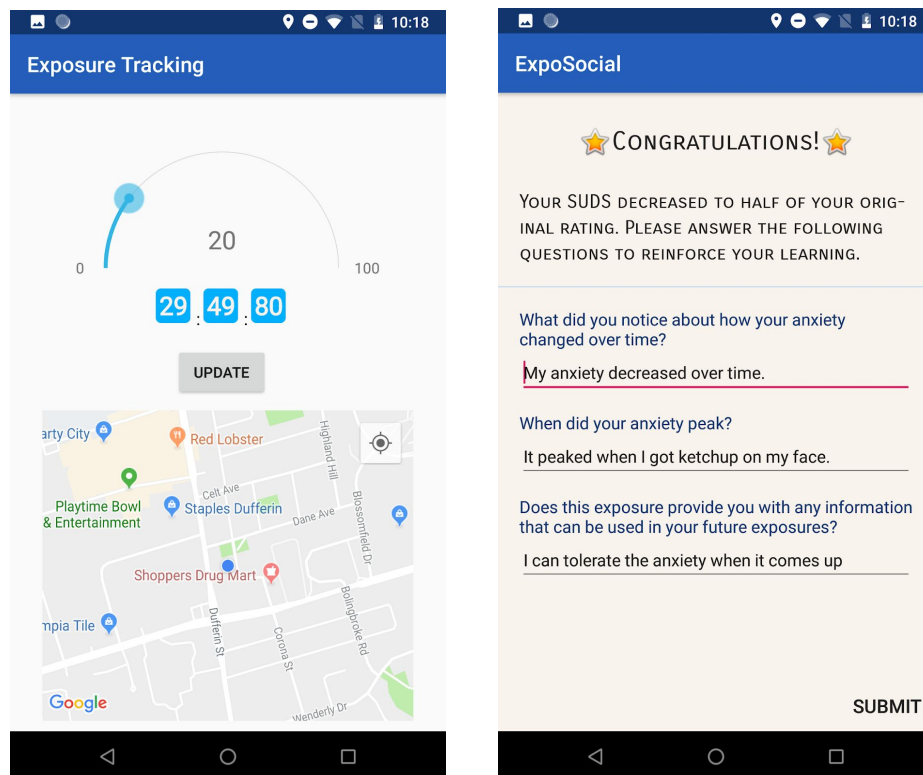 10:18
Exposure Tracking
20
0
100
29 : 49 : 80
UPDATE
arty City
Red Lobster
Highland Hill
Playtime Bowl
& Entertainment
Celt Ave
Staples Dufferin
Dane Ave
Blossomfield Dr
Shoppers Drug Mart
mpia Tile
Dufferin St
Corona St
Bolingbroke Rd
Google
Wenderly Dr
10:18
ExpoSocial
CONGRATULATIONS!
YOUR SUDS DECREASED TO HALF OF YOUR ORIG-
INAL RATING. PLEASE ANSWER THE FOLLOWING
QUESTIONS TO REINFORCE YOUR LEARNING.
What did you notice about how your anxiety
changed over time?
My anxiety decreased over time.
When did your anxiety peak?
It peaked when I got ketchup on my face.
Does this exposure provide you with any information
that can be used in your future exposures?
I can tolerate the anxiety when it comes up
SUBMIT